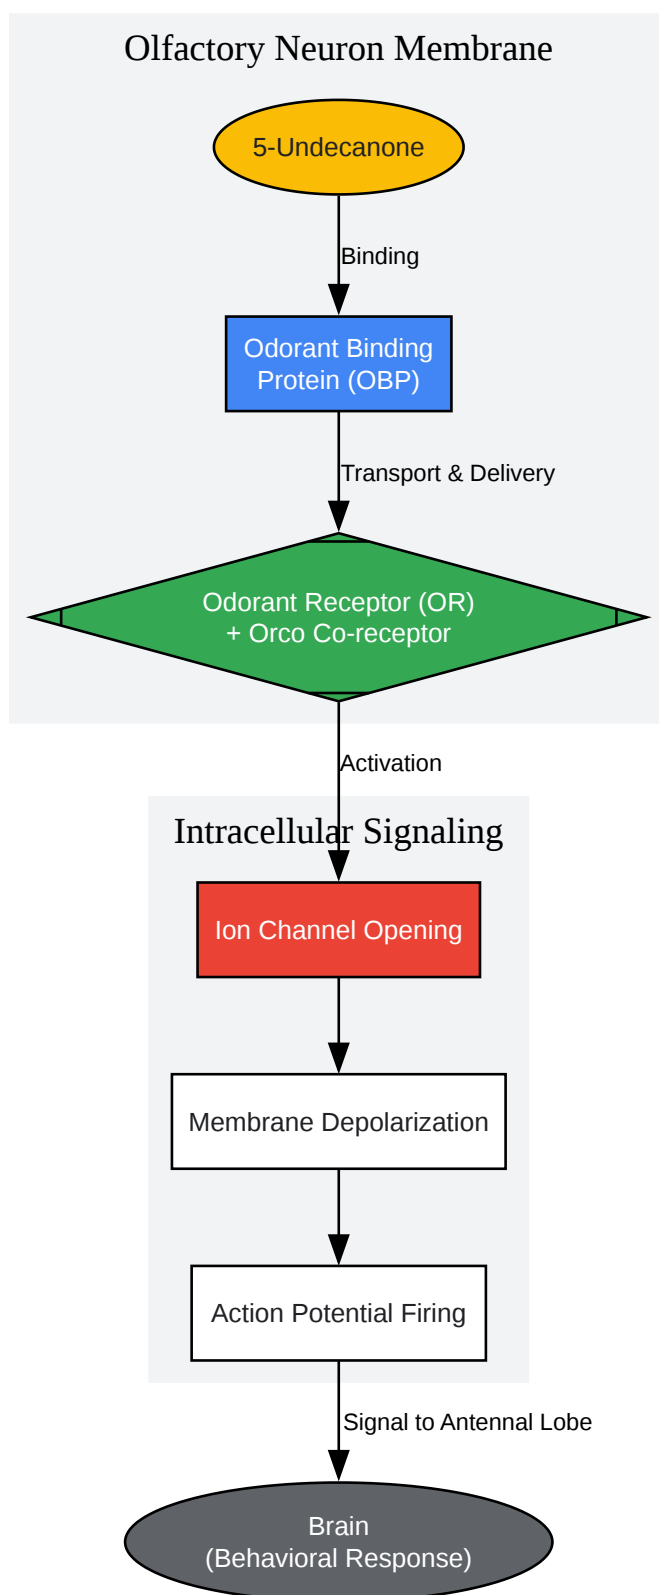 Olfactory Neuron Membrane
5-Undecanone
Binding
Odorant Binding
Protein (OBP)
Transport & Delivery
Odorant Receptor (OR)
+ Orco Co-receptor
Activation
Intracellular Signaling
Ion Channel Opening
Membrane Depolarization
Action Potential Firing
Signal to Antennal Lobe
Brain
(Behavioral Response)